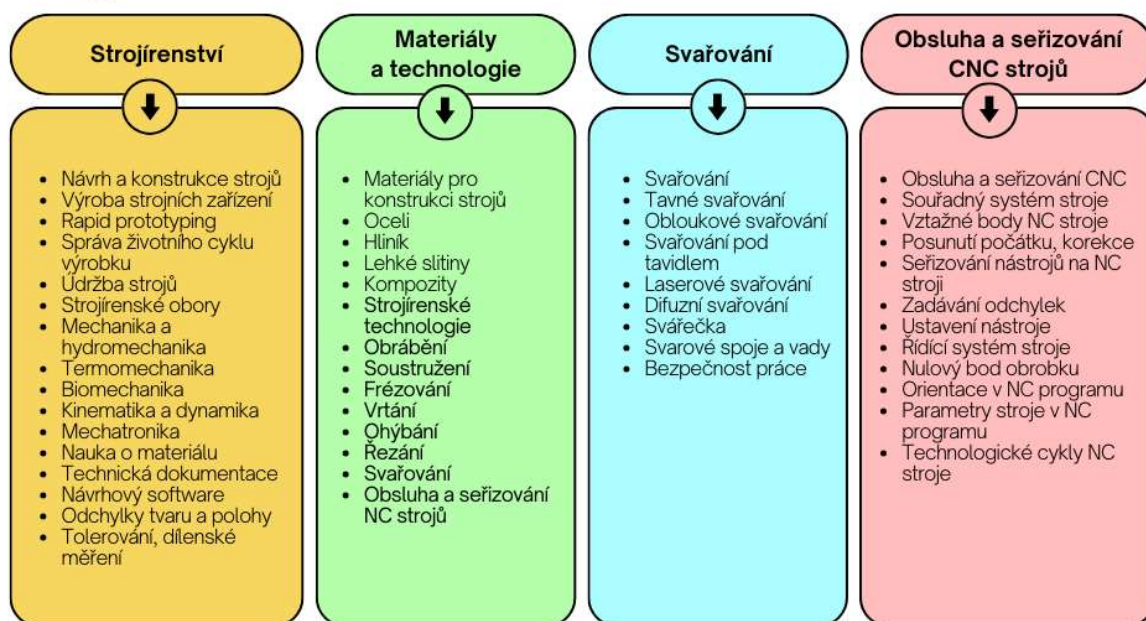 Strojírenství
• Návrh a konstrukce strojů
• Výroba strojních zařízení
• Rapid prototyping
• Správa životního cyklu
výrobku
• Údržba strojů
• Strojírenské obory
• Mechanika a
hydromechanika
• Termomechanika
• Biomechanika
• Kinematika a dynamika
• Mechatronika
• Nauka o materiálu
• Technická dokumentace
• Návrhový software
• Odchylky tvaru a polohy
• Tolerování, dílenské
měření
Materiály
a technologie
• Materiály pro
konstrukci strojů
• Oceli
• Hliník
• Lehké slitiny
• Kompozity
• Strojírenské
technologie
• Obrábění
• Soustružení
• Frézování
• Vrtání
• Ohýbání
• Řezání
• Svařování
• Obsluha a seřizování
NC strojů
Svařování
• Svařování
• Tavné svařování
• Obloukové svařování
• Svařování pod
tavidlem
• Laserové svařování
• Difuzní svařování
• Svářečka
• Svarové spoje a vady
• Bezpečnost práce
Obsluha a seřizování
CNC strojů
• Obsluha a seřizování CNC
• Souřadný systém stroje
• Vztažné body NC stroje
• Posunutí počátku, korekce
• Seřizování nástrojů na NC
stroji
• Zadávání odchylek
• Ustavení nástroje
• Řídící systém stroje
• Nulový bod obrobku
• Orientace v NC programu
• Parametry stroje v NC
programu
• Technologické cykly NC
stroje